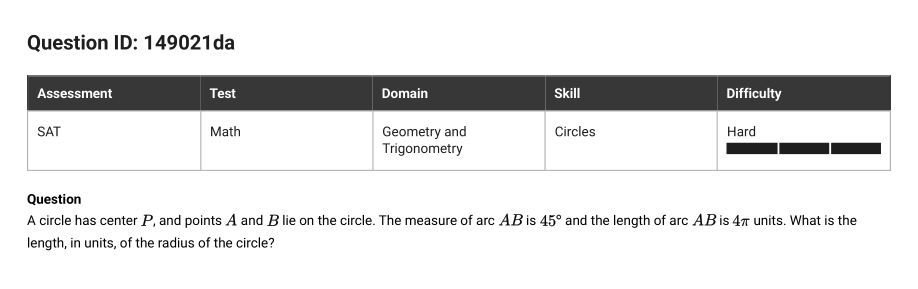 Question ID: 149021da
Assessment Test Domain Skill Difficulty
SAT Math Geometry and Trigonometry Circles Hard
Question
A circle has center P, and points A and B lie on the circle. The measure of arc AB is 45° and the length of arc AB is 4π units. What is the
length, in units, of the radius of the circle?